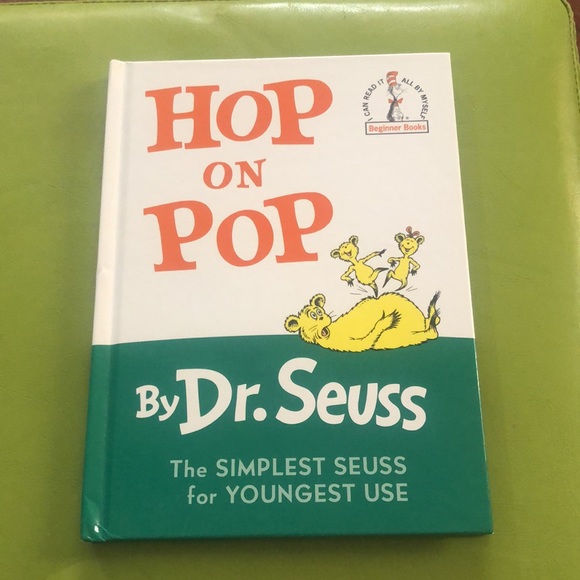 HOP
ON
POP
I CAN READ IT ALL BY MYSELF
Beginner Books
By Dr. Seuss
The SIMPLEST SEUSS
for YOUNGEST USE